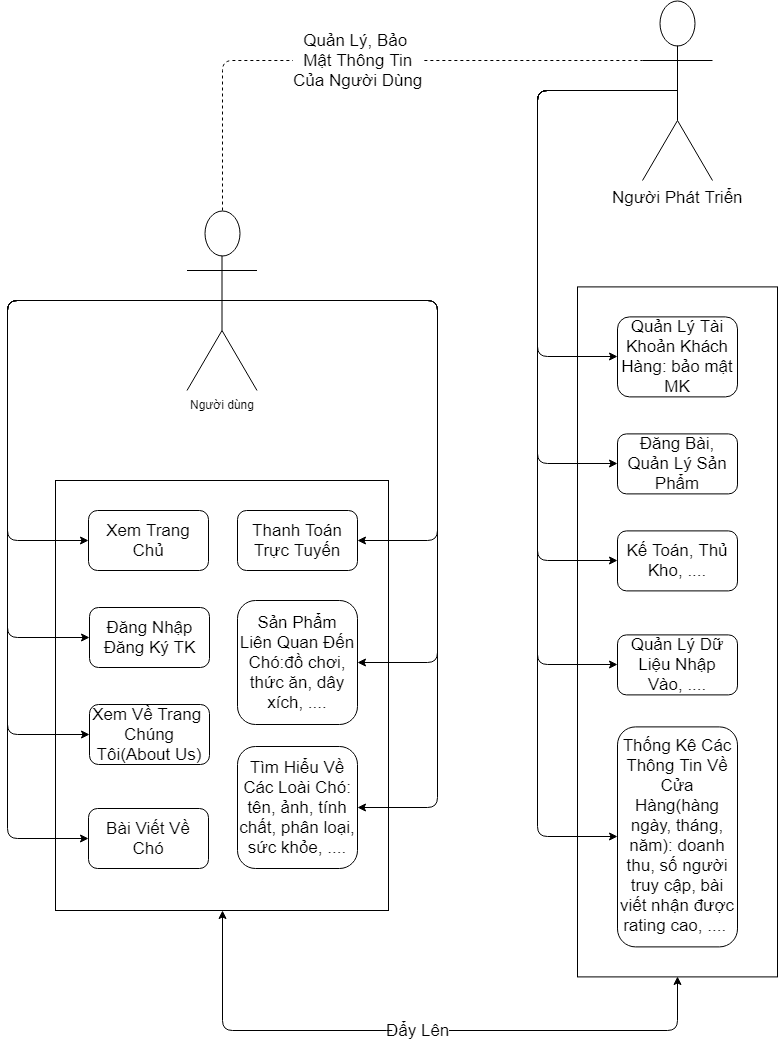 Quản Lý, Bảo
Mật Thông Tin
Của Người Dùng
Người Phát Triển
Người dùng
Xem Trang
Chủ
Đăng Nhập
Đăng Ký TK
Xem Về Trang
Chúng
Tôi(About Us)
Bài Viết Về
Chó
Thanh Toán
Trực Tuyến
Sản Phẩm
Liên Quan Đến
Chó:đồ chơi,
thức ăn, dây
xích, ....
Tìm Hiểu Về
Các Loài Chó:
tên, ảnh, tính
chất, phân loại,
sức khỏe, ....
Quản Lý Tài
Khoản Khách
Hàng: bảo mật
MK
Đăng Bài,
Quản Lý Sản
Phẩm
Kế Toán, Thủ
Kho, ....
Quản Lý Dữ
Liệu Nhập
Vào, ....
Thống Kê Các
Thông Tin Về
Cửa
Hàng(hàng
ngày, tháng,
năm): doanh
thu, số người
truy cập, bài
viết nhận được
rating cao, ....
Đẩy Lên